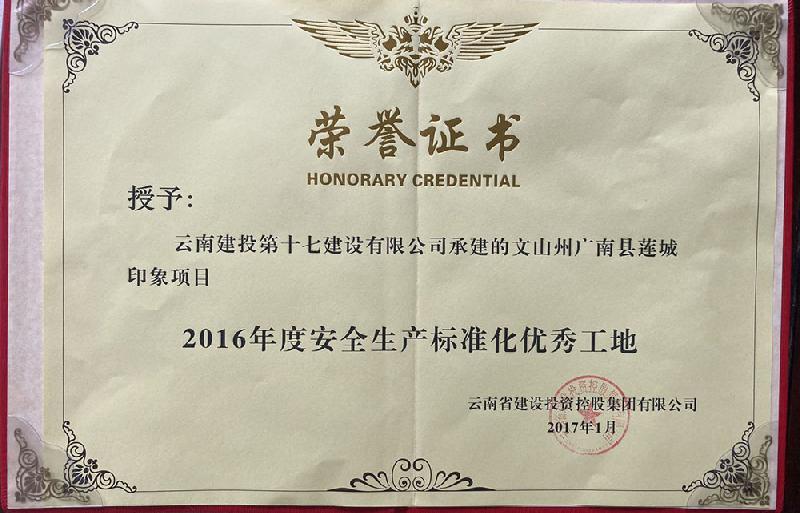 荣誉证书
HONORARY CREDENTIAL
授予：
云南建投第十七建设有限公司承建的文山州广南县莲城
印象项目
2016年度安全生产标准化优秀工地
云南省建设投资控股集团有限公司
2017年1月